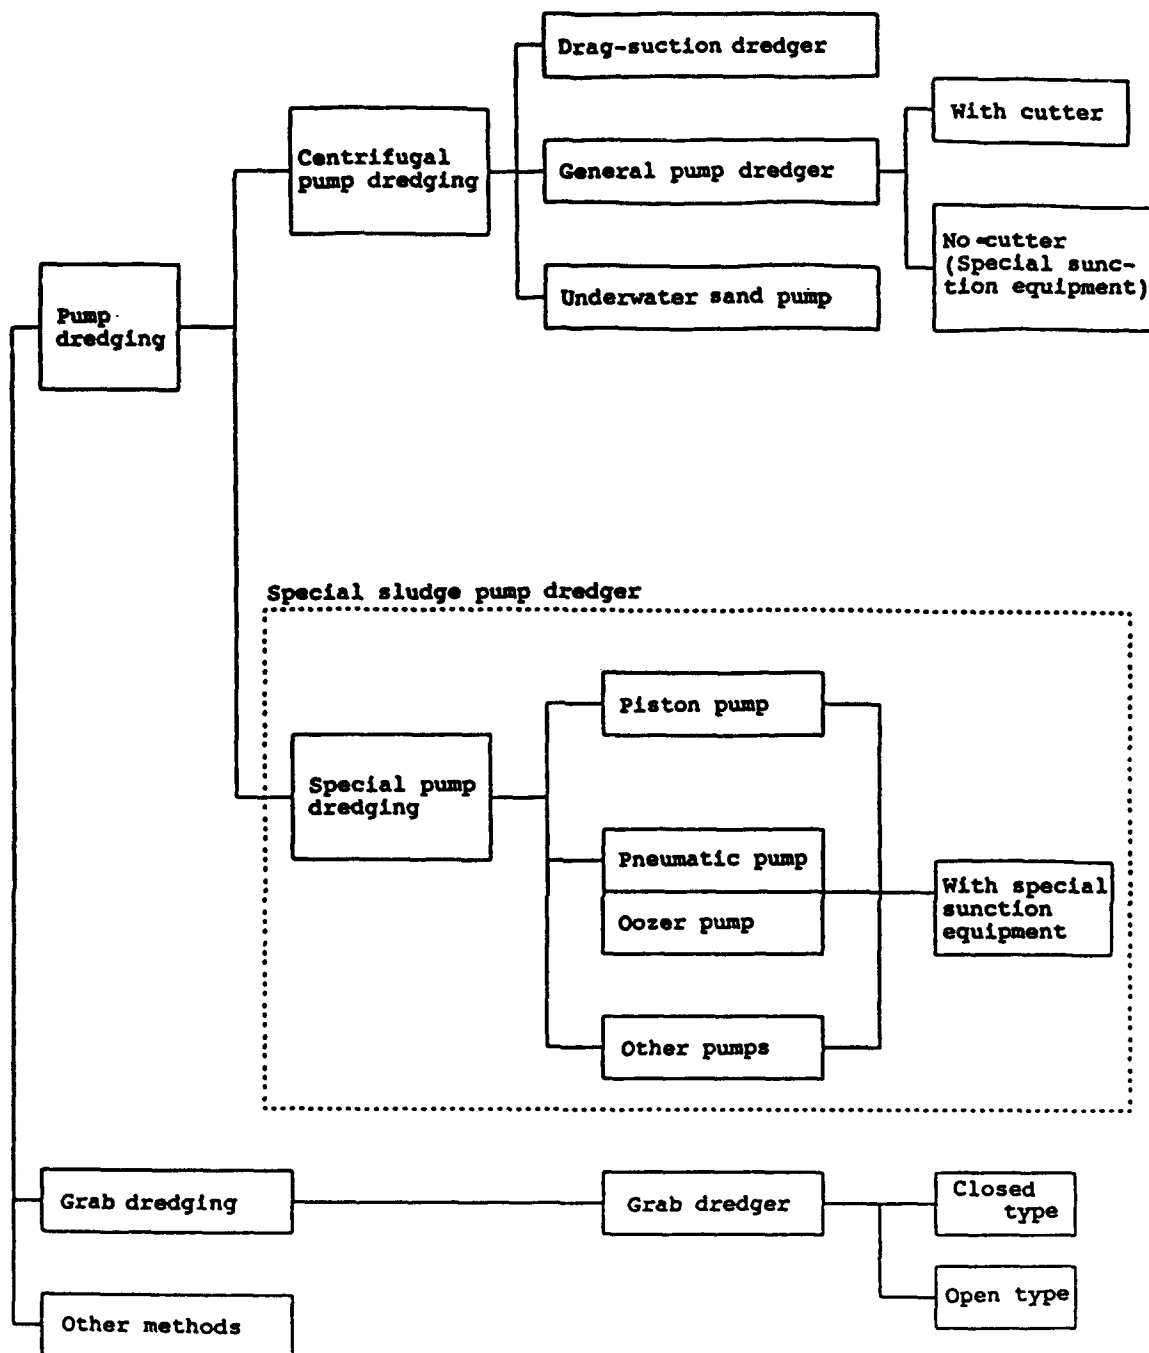 Drag-suction dredger
With cutter
Centrifugal
pump dredging
General pump dredger
No-cutter
(Special sunc-
tion equipment)
Underwater sand pump
Pump
dredging
Special sludge pump dredger
Piston pump
Special pump
dredging
Pneumatic pump
Oozer pump
With special
sunction
equipment
Other pumps
Grab dredging
Grab dredger
Closed
type
Open type
Other methods